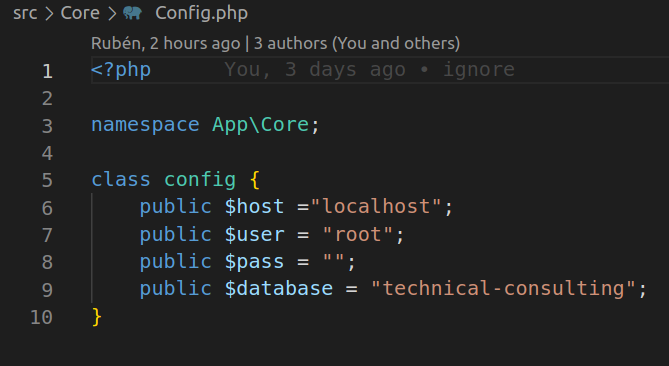 src > Core > Config.php
Rubén, 2 hours ago | 3 authors (You and others)
1 <?php You, 3 days ago • ignore
2
3 namespace App\Core;
4
5 class config {
6 public $host ="localhost";
7 public $user = "root";
8 public $pass = "";
9 public $database = "technical-consulting";
10 }